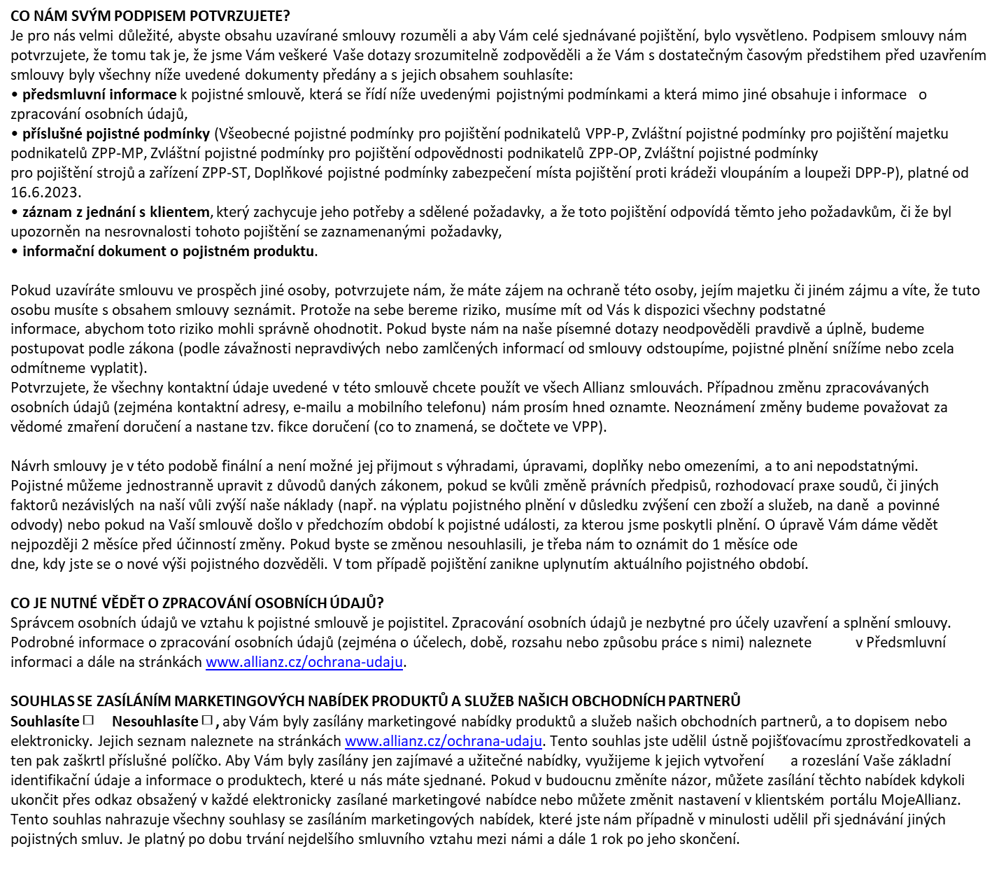 CO NÁM SVÝM PODPISEM POTVRZUJETE?
Je pro nás velmi důležité, abyste obsahu uzavírané smlouvy rozuměli a aby Vám celé sjednávané pojištění, bylo vysvětleno. Podpisem smlouvy nám
potvrzujete, že tomu tak je, že jsme Vám veškeré Vaše dotazy srozumitelně zodpověděli a že Vám s dostatečným časovým předstihem před uzavřením
smlouvy byly všechny níže uvedené dokumenty předány a s jejich obsahem souhlasíte:
• předsmluvní informace k pojistné smlouvě, která se řídí níže uvedenými pojistnými podmínkami a která mimo jiné obsahuje i informace o
zpracování osobních údajů,
• příslušné pojistné podmínky (Všeobecné pojistné podmínky pro pojištění podnikatelů VPP-P, Zvláštní pojistné podmínky pro pojištění majetku
podnikatelů ZPP-MP, Zvláštní pojistné podmínky pro pojištění odpovědnosti podnikatelů ZPP-OP, Zvláštní pojistné podmínky
pro pojištění strojů a zařízení ZPP-ST, Doplňkové pojistné podmínky zabezpečení místa pojištění proti krádeži vloupáním a loupeži DPP-P), platné od
16.6.2023.
• záznam z jednání s klientem, který zachycuje jeho potřeby a sdělené požadavky, a že toto pojištění odpovídá těmto jeho požadavkům, či že byl
upozorněn na nesrovnalosti tohoto pojištění se zaznamenanými požadavky,
• informační dokument o pojistném produktu.
Pokud uzavíráte smlouvu ve prospěch jiné osoby, potvrzujete nám, že máte zájem na ochraně této osoby, jejím majetku či jiném zájmu a víte, že tuto
osobu musíte s obsahem smlouvy seznámit. Protože na sebe bereme riziko, musíme mít od Vás k dispozici všechny podstatné
informace, abychom toto riziko mohli správně ohodnotit. Pokud byste nám na naše písemné dotazy neodpověděli pravdivě a úplně, budeme
postupovat podle zákona (podle závažnosti nepravdivých nebo zamlčených informací od smlouvy odstoupíme, pojistné plnění snížíme nebo zcela
odmítneme vyplatit).
Potvrzujete, že všechny kontaktní údaje uvedené v této smlouvě chcete použít ve všech Allianz smlouvách. Případnou změnu zpracovávaných
osobních údajů (zejména kontaktní adresy, e-mailu a mobilního telefonu) nám prosím hned oznamte. Neoznámení změny budeme považovat za
vědomé zmaření doručení a nastane tzv. fikce doručení (co to znamená, se dočtete ve VPP).
Návrh smlouvy je v této podobě finální a není možné jej přijmout s výhradami, úpravami, doplňky nebo omezeními, a to ani nepodstatnými.
Pojistné můžeme jednostranně upravit z důvodů daných zákonem, pokud se kvůli změně právních předpisů, rozhodovací praxe soudů, či jiných
faktorů nezávislých na naší vůli zvýší naše náklady (např. na výplatu pojistného plnění v důsledku zvýšení cen zboží a služeb, na daně a povinné
odvody) nebo pokud na Vaší smlouvě došlo v předchozím období k pojistné události, za kterou jsme poskytli plnění. O úpravě Vám dáme vědět
nejpozději 2 měsíce před účinností změny. Pokud byste se změnou nesouhlasili, je třeba nám to oznámit do 1 měsíce ode
dne, kdy jste se o nové výši pojistného dozvěděli. V tom případě pojištění zanikne uplynutím aktuálního pojistného období.
CO JE NUTNÉ VĚDĚT O ZPRACOVÁNÍ OSOBNÍCH ÚDAJŮ?
Správcem osobních údajů ve vztahu k pojistné smlouvě je pojistitel. Zpracování osobních údajů je nezbytné pro účely uzavření a splnění smlouvy.
Podrobné informace o zpracování osobních údajů (zejména o účelech, době, rozsahu nebo způsobu práce s nimi) naleznete v Předsmluvní
informaci a dále na stránkách www.allianz.cz/ochrana-udaju.
SOUHLAS SE ZASÍLÁNÍM MARKETINGOVÝCH NABÍDEK PRODUKTŮ A SLUŽEB NAŠICH OBCHODNÍCH PARTNERŮ
Souhlasíte ☐ Nesouhlasíte ☐, aby Vám byly zasílány marketingové nabídky produktů a služeb našich obchodních partnerů, a to dopisem nebo
elektronicky. Jejich seznam naleznete na stránkách www.allianz.cz/ochrana-udaju. Tento souhlas jste udělil ústně pojišťovacímu zprostředkovateli a
ten pak zaškrtl příslušné políčko. Aby Vám byly zasílány jen zajímavé a užitečné nabídky, využijeme k jejich vytvoření a rozeslání Vaše základní
identifikační údaje a informace o produktech, které u nás máte sjednané. Pokud v budoucnu změníte názor, můžete zasílání těchto nabídek kdykoli
ukončit přes odkaz obsažený v každé elektronicky zasílané marketingové nabídce nebo můžete změnit nastavení v klientském portálu MojeAllianz.
Tento souhlas nahrazuje všechny souhlasy se zasíláním marketingových nabídek, které jste nám případně v minulosti udělil při sjednávání jiných
pojistných smluv. Je platný po dobu trvání nejdelšího smluvního vztahu mezi námi a dále 1 rok po jeho skončení.